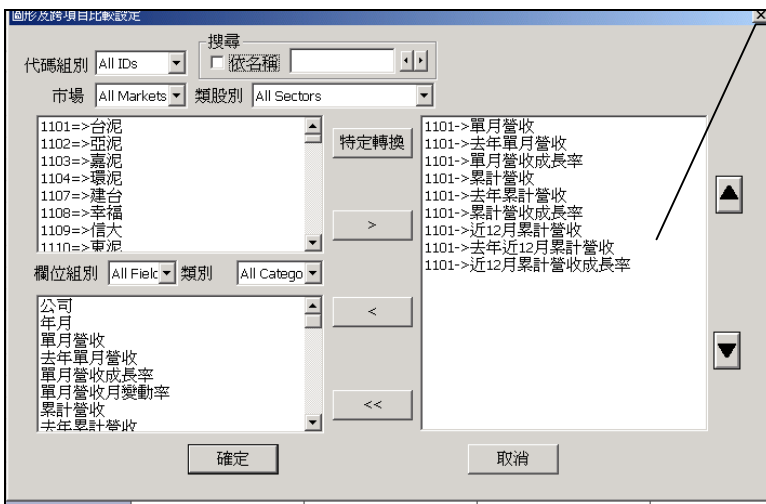 圖形及跨項目比較設定
搜尋
代碼組別 All IDs 依名稱
市場 All Markets 類股別 All Sectors
1101=>台泥
1102=>亞泥
1103=>嘉泥
1104=>環泥
1107=>建台
1108=>幸福
1109=>信大
1110=>東泥
特定轉換
>
1101->單月營收
1101->去年單月營收
1101->單月營收成長率
1101->累計營收
1101->去年累計營收
1101->累計營收成長率
1101->近12月累計營收
1101->去年近12月累計營收
1101->近12月累計營收成長率
欄位組別 All Fielc 類別 All Catego
公司
年月
單月營收
去年單月營收
單月營收成長率
單月營收月變動率
累計營收
去年累計營收
<
<<
確定 取消